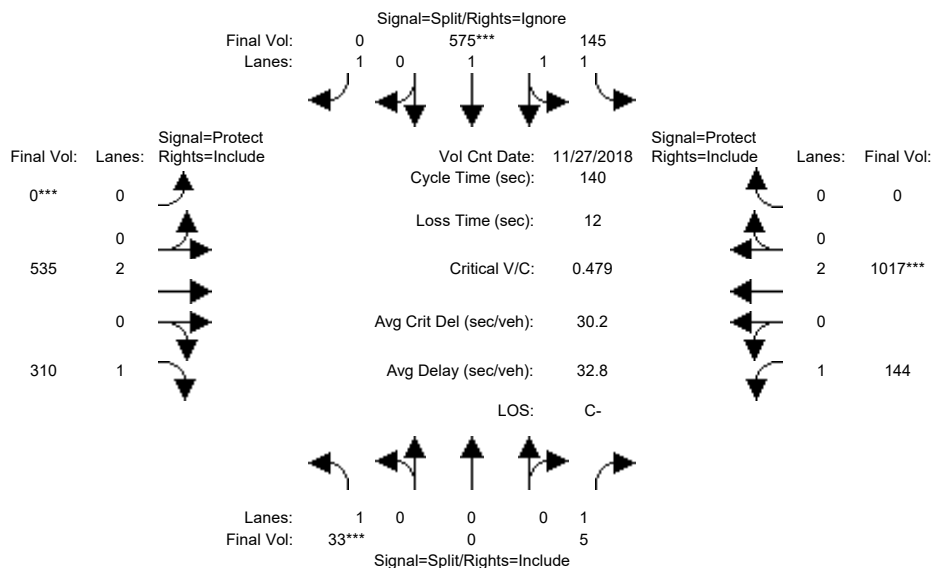 Signal=Split/Rights=Ignore
Final Vol: 0 575*** 145
Lanes: 1 0 1 1 1
Signal=Protect Signal=Protect
Final Vol: Lanes: Rights=Include Vol Cnt Date: 11/27/2018 Rights=Include Lanes: Final Vol:
Cycle Time (sec): 140
0*** 0 0 0
Loss Time (sec): 12
0 0
535 2 Critical V/C: 0.479 2 1017***
0 Avg Crit Del (sec/veh): 30.2 0
310 1 Avg Delay (sec/veh): 32.8 1 144
LOS: C-
Lanes: 1 0 0 0 1
Final Vol: 33*** 0 5
Signal=Split/Rights=Include